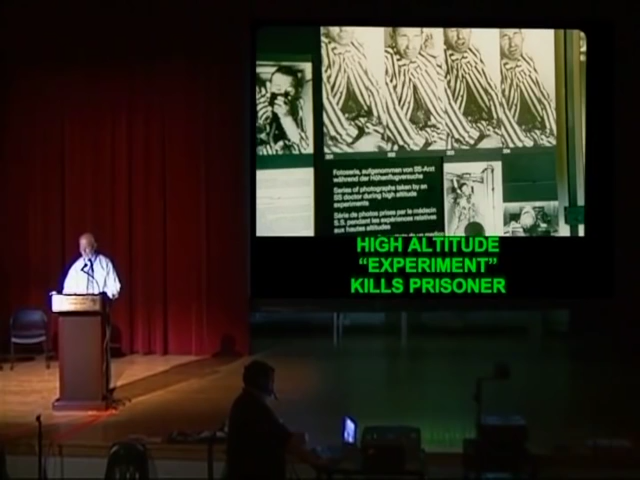 Fotoserie, aufgenommen von SS-Arzt
während der Höhenflugversuche
Series of photographs taken by an
SS doctor during high altitude
experiments
Série de photos prises par le médecin
S.S. pendant les expériences relatives
aux hautes altitudes
HIGH ALTITUDE
“EXPERIMENT”
KILLS PRISONER